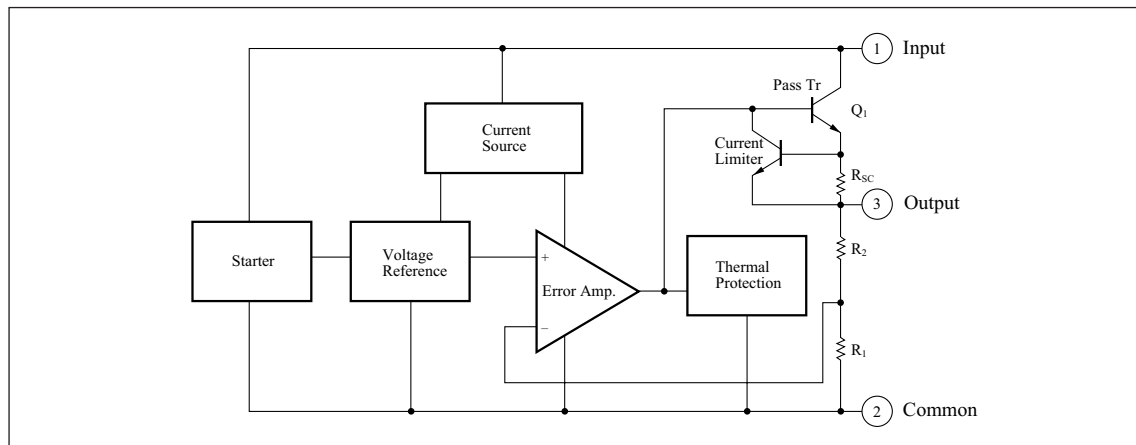 1 Input
Pass Tr
Q1
Current
Source
Current
Limiter
RSC
3 Output
Starter
Voltage
Reference
+
Error Amp.
−
Thermal
Protection
R2
R1
2 Common